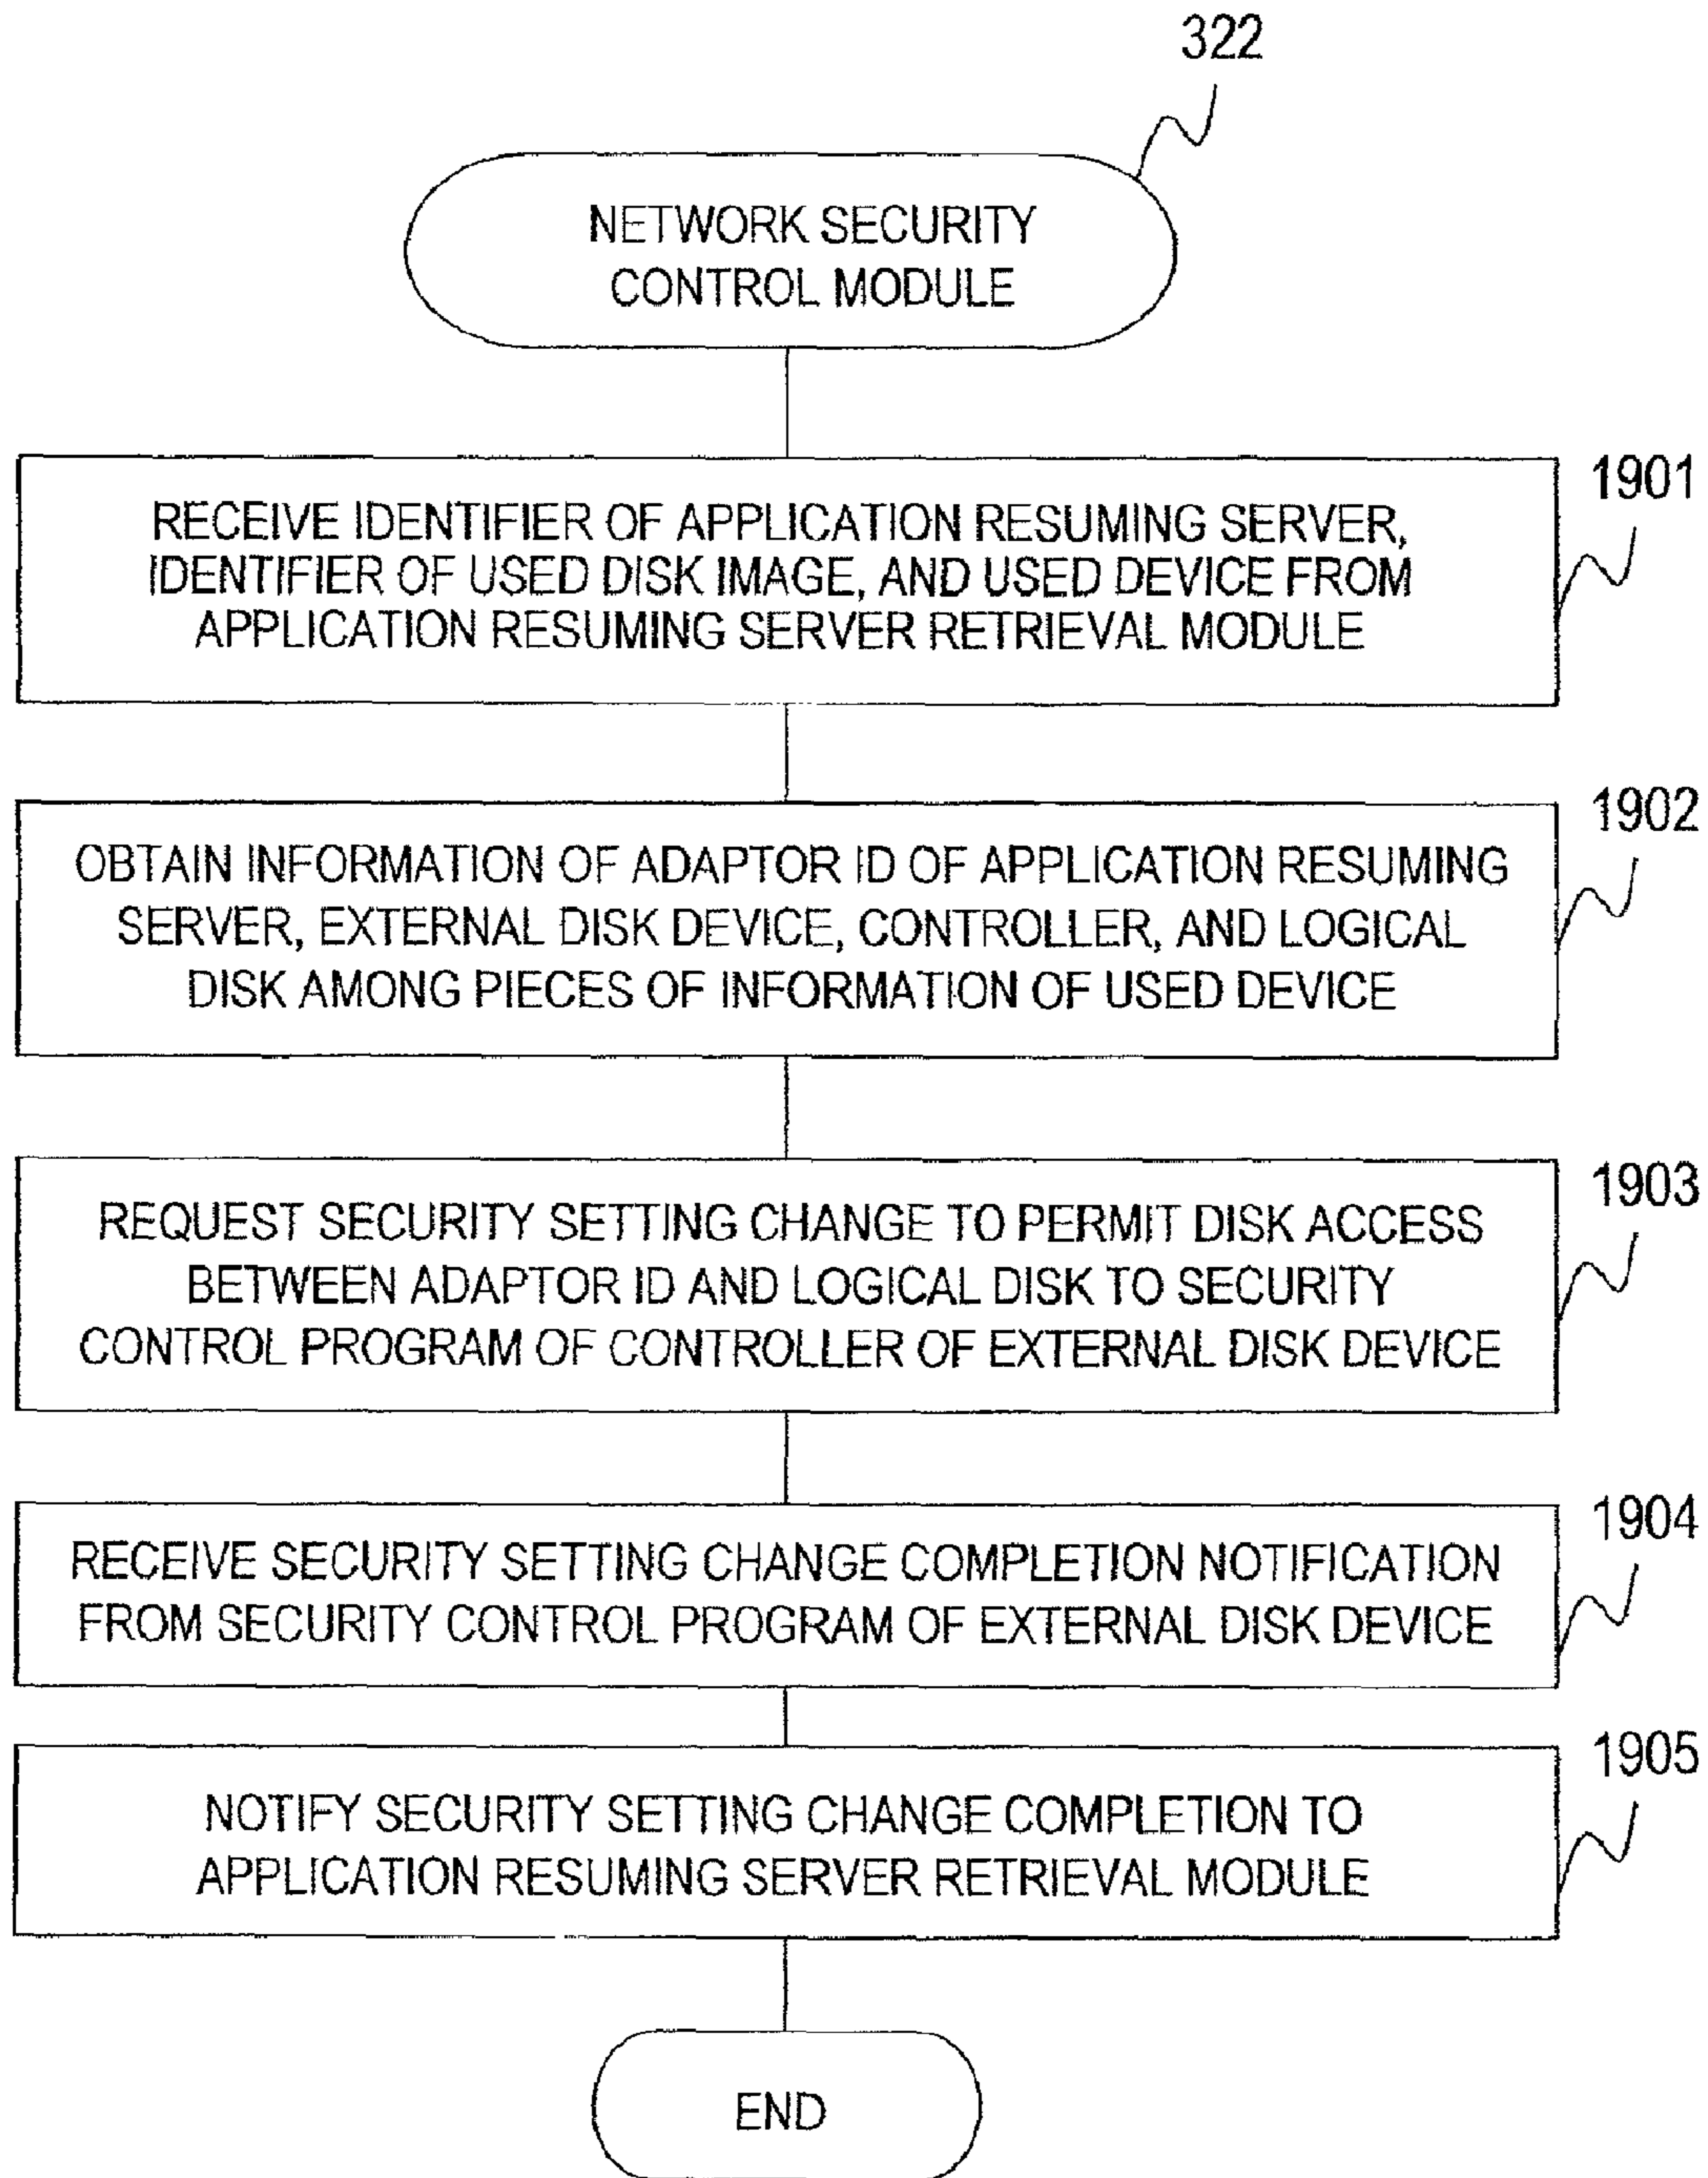 322
NETWORK SECURITY
CONTROL MODULE
1901
RECEIVE IDENTIFIER OF APPLICATION RESUMING SERVER,
IDENTIFIER OF USED DISK IMAGE, AND USED DEVICE FROM
APPLICATION RESUMING SERVER RETRIEVAL MODULE
1902
OBTAIN INFORMATION OF ADAPTOR ID OF APPLICATION RESUMING
SERVER, EXTERNAL DISK DEVICE, CONTROLLER, AND LOGICAL
DISK AMONG PIECES OF INFORMATION OF USED DEVICE
1903
REQUEST SECURITY SETTING CHANGE TO PERMIT DISK ACCESS
BETWEEN ADAPTOR ID AND LOGICAL DISK TO SECURITY
CONTROL PROGRAM OF CONTROLLER OF EXTERNAL DISK DEVICE
1904
RECEIVE SECURITY SETTING CHANGE COMPLETION NOTIFICATION
FROM SECURITY CONTROL PROGRAM OF EXTERNAL DISK DEVICE
1905
NOTIFY SECURITY SETTING CHANGE COMPLETION TO
APPLICATION RESUMING SERVER RETRIEVAL MODULE
END